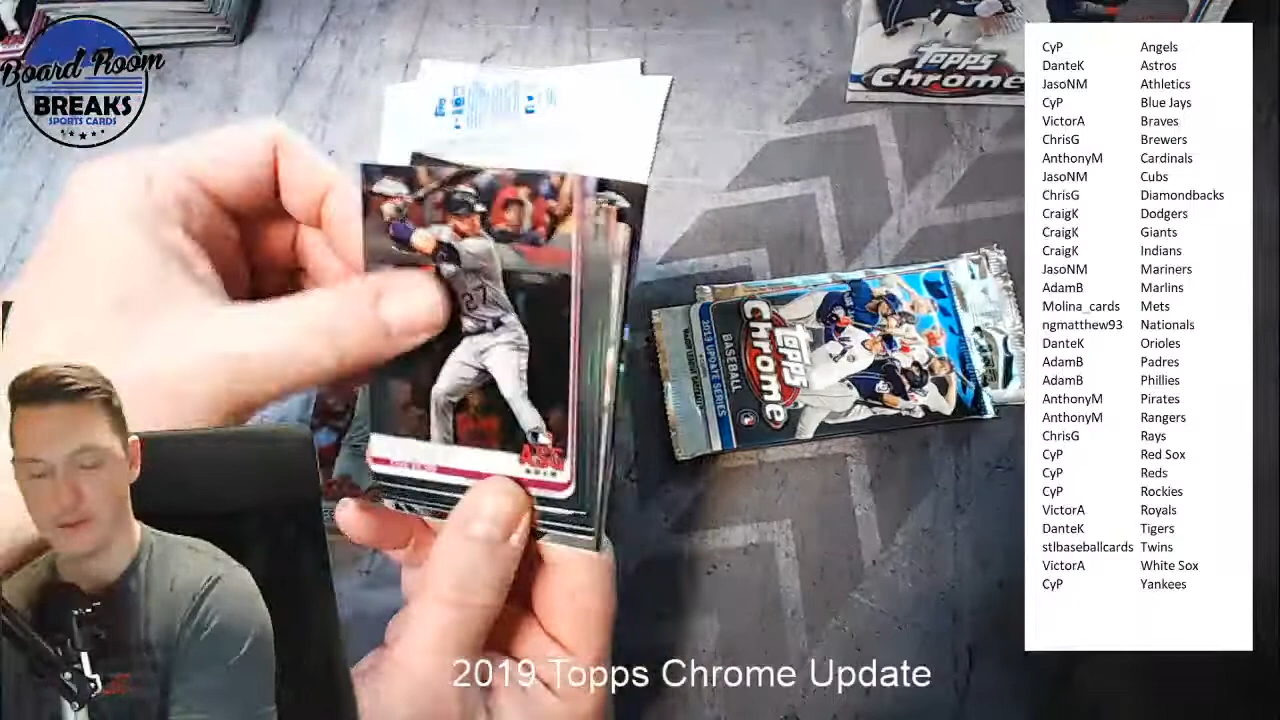 Board Room
BREAKS
SPORTS CARDS
Topps
Chrome
27
ASG
Topps
Chrome
BASEBALL
2019 UPDATE SERIES
CyP Angels
DanteK Astros
JasoNM Athletics
CyP Blue Jays
VictorA Braves
ChrisG Brewers
AnthonyM Cardinals
JasoNM Cubs
ChrisG Diamondbacks
CraigK Dodgers
CraigK Giants
CraigK Indians
JasoNM Mariners
AdamB Marlins
Molina_cards Mets
ngmatthew93 Nationals
DanteK Orioles
AdamB Padres
AdamB Phillies
AnthonyM Pirates
AnthonyM Rangers
ChrisG Rays
CyP Red Sox
CyP Reds
CyP Rockies
VictorA Royals
DanteK Tigers
stlbaseballcards Twins
VictorA White Sox
CyP Yankees
2019 Topps Chrome Update